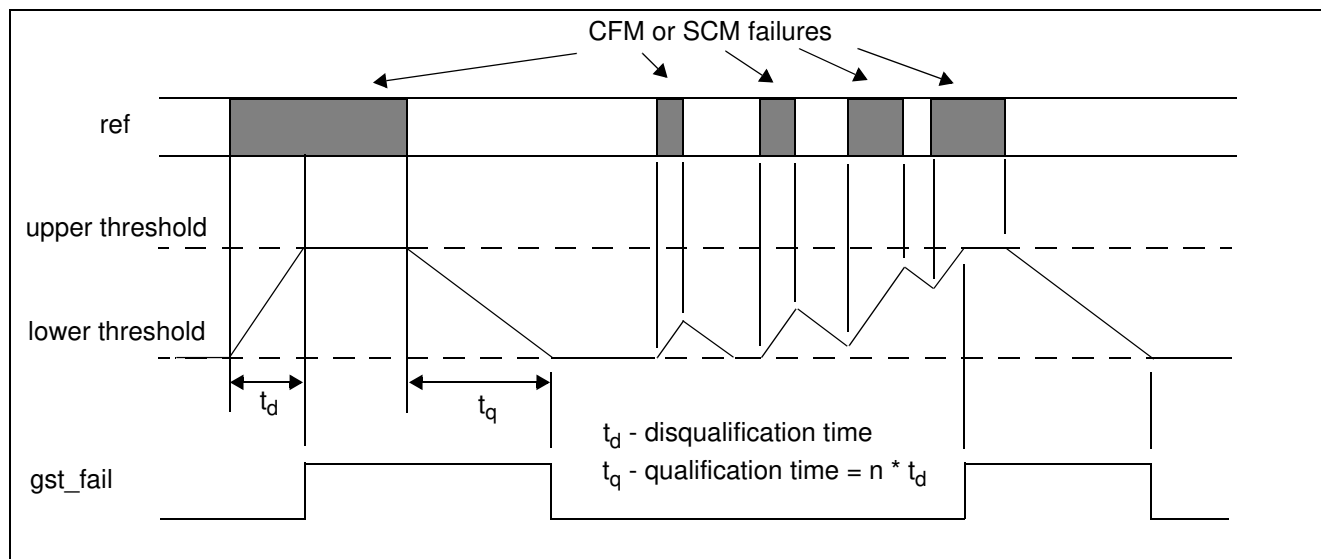 CFM or SCM failures
ref
upper threshold
lower threshold
td
tq
td - disqualification time
tq - qualification time = n * td
gst_fail